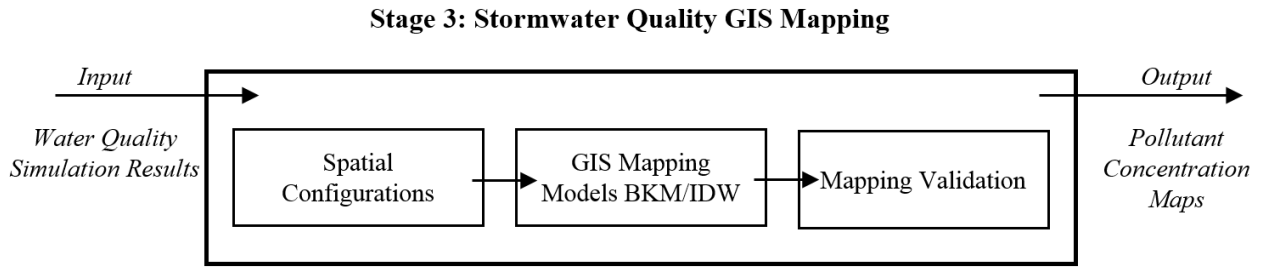 Stage 3: Stormwater Quality GIS Mapping
Input
Water Quality
Simulation Results
Spatial
Configurations
GIS Mapping
Models BKM/IDW
Mapping Validation
Output
Pollutant
Concentration
Maps